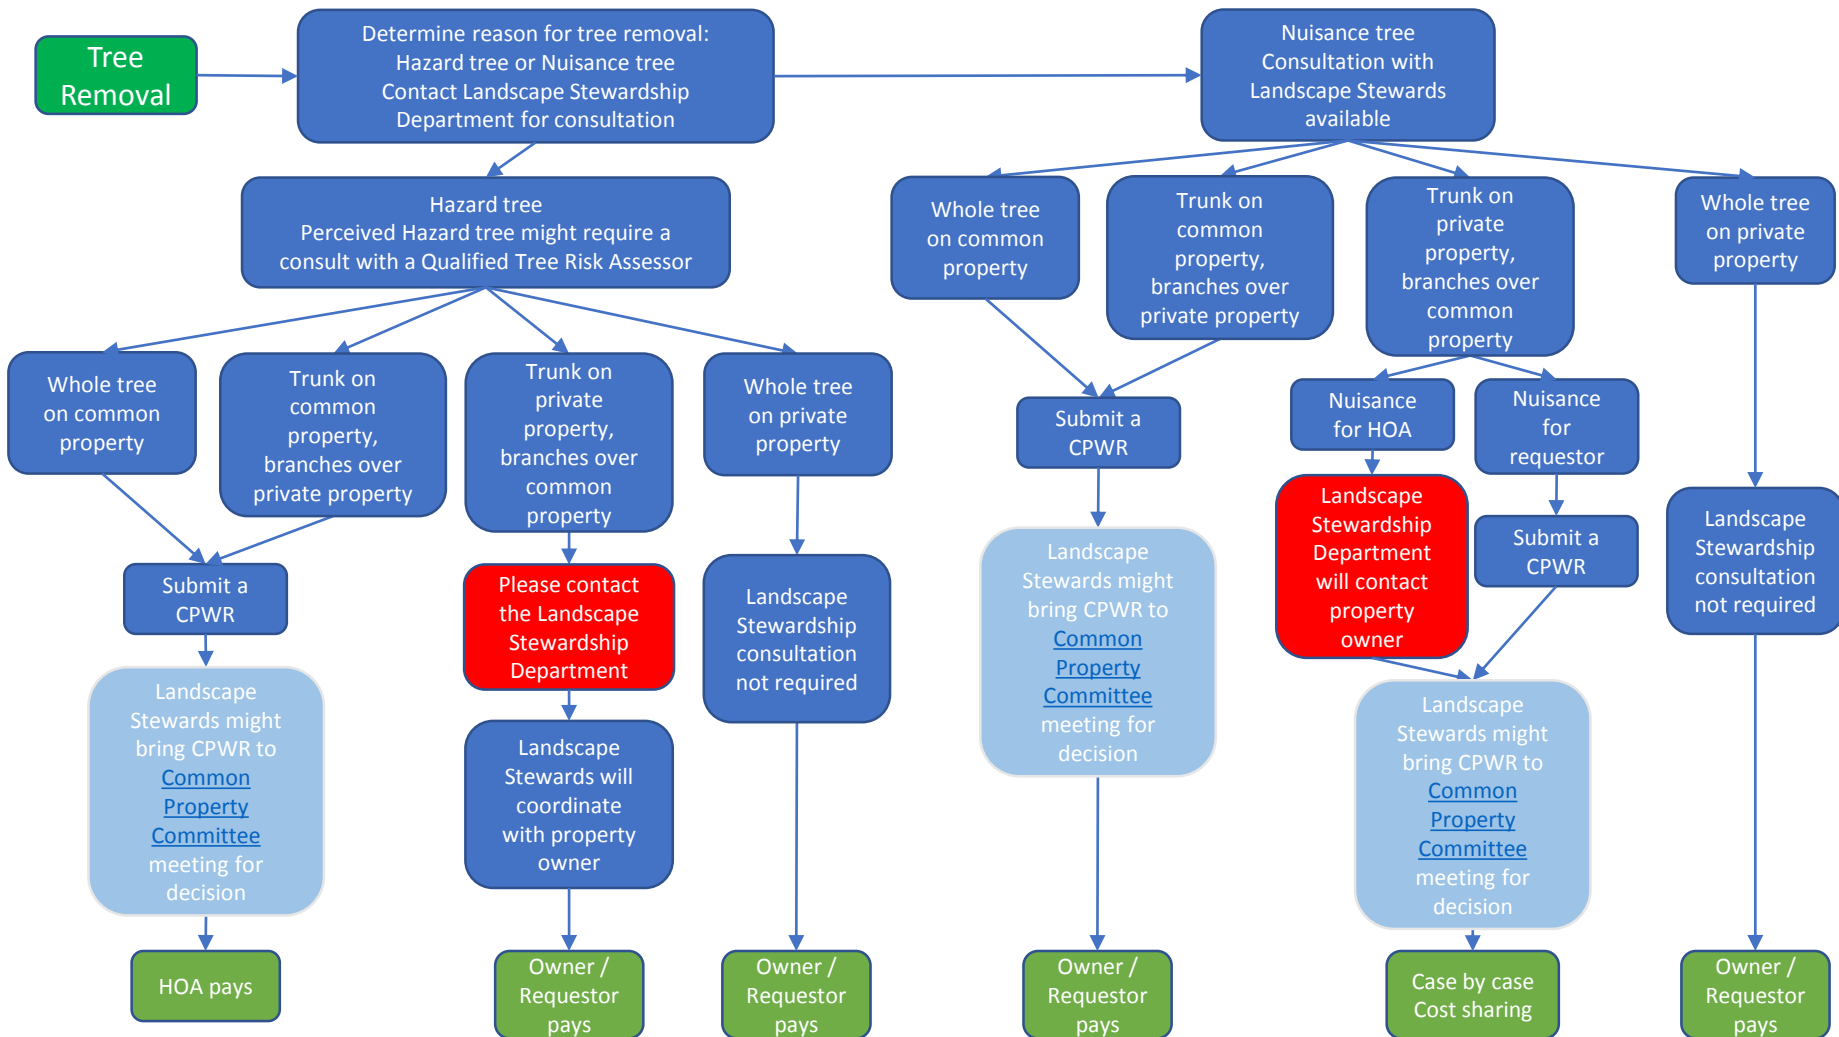 Tree
Removal
Determine reason for tree removal:
Hazard tree or Nuisance tree
Contact Landscape Stewardship
Department for consultation
Nuisance tree
Consultation with
Landscape Stewards
available
Hazard tree
Perceived Hazard tree might require a
consult with a Qualified Tree Risk Assessor
Whole tree
on common
property
Trunk on
common
property,
branches over
private property
Trunk on
private
property,
branches over
common
property
Whole tree
on private
property
Whole tree
on common
property
Trunk on
common
property,
branches over
private property
Trunk on
private
property,
branches over
common
property
Whole tree
on private
property
Submit a
CPWR
Nuisance
for HOA
Nuisance
for
requestor
Landscape
Stewards might
bring CPWR to
Common
Property
Committee
meeting for
decision
Landscape
Stewardship
Department
will contact
property
owner
Submit a
CPWR
Landscape
Stewardship
consultation
not required
Submit a
CPWR
Please contact
the Landscape
Stewardship
Department
Landscape
Stewardship
consultation
not required
Landscape
Stewards might
bring CPWR to
Common
Property
Committee
meeting for
decision
Landscape
Stewards will
coordinate
with property
owner
Landscape
Stewards might
bring CPWR to
Common
Property
Committee
meeting for
decision
HOA pays
Owner /
Requestor
pays
Owner /
Requestor
pays
Owner /
Requestor
pays
Case by case
Cost sharing
Owner /
Requestor
pays